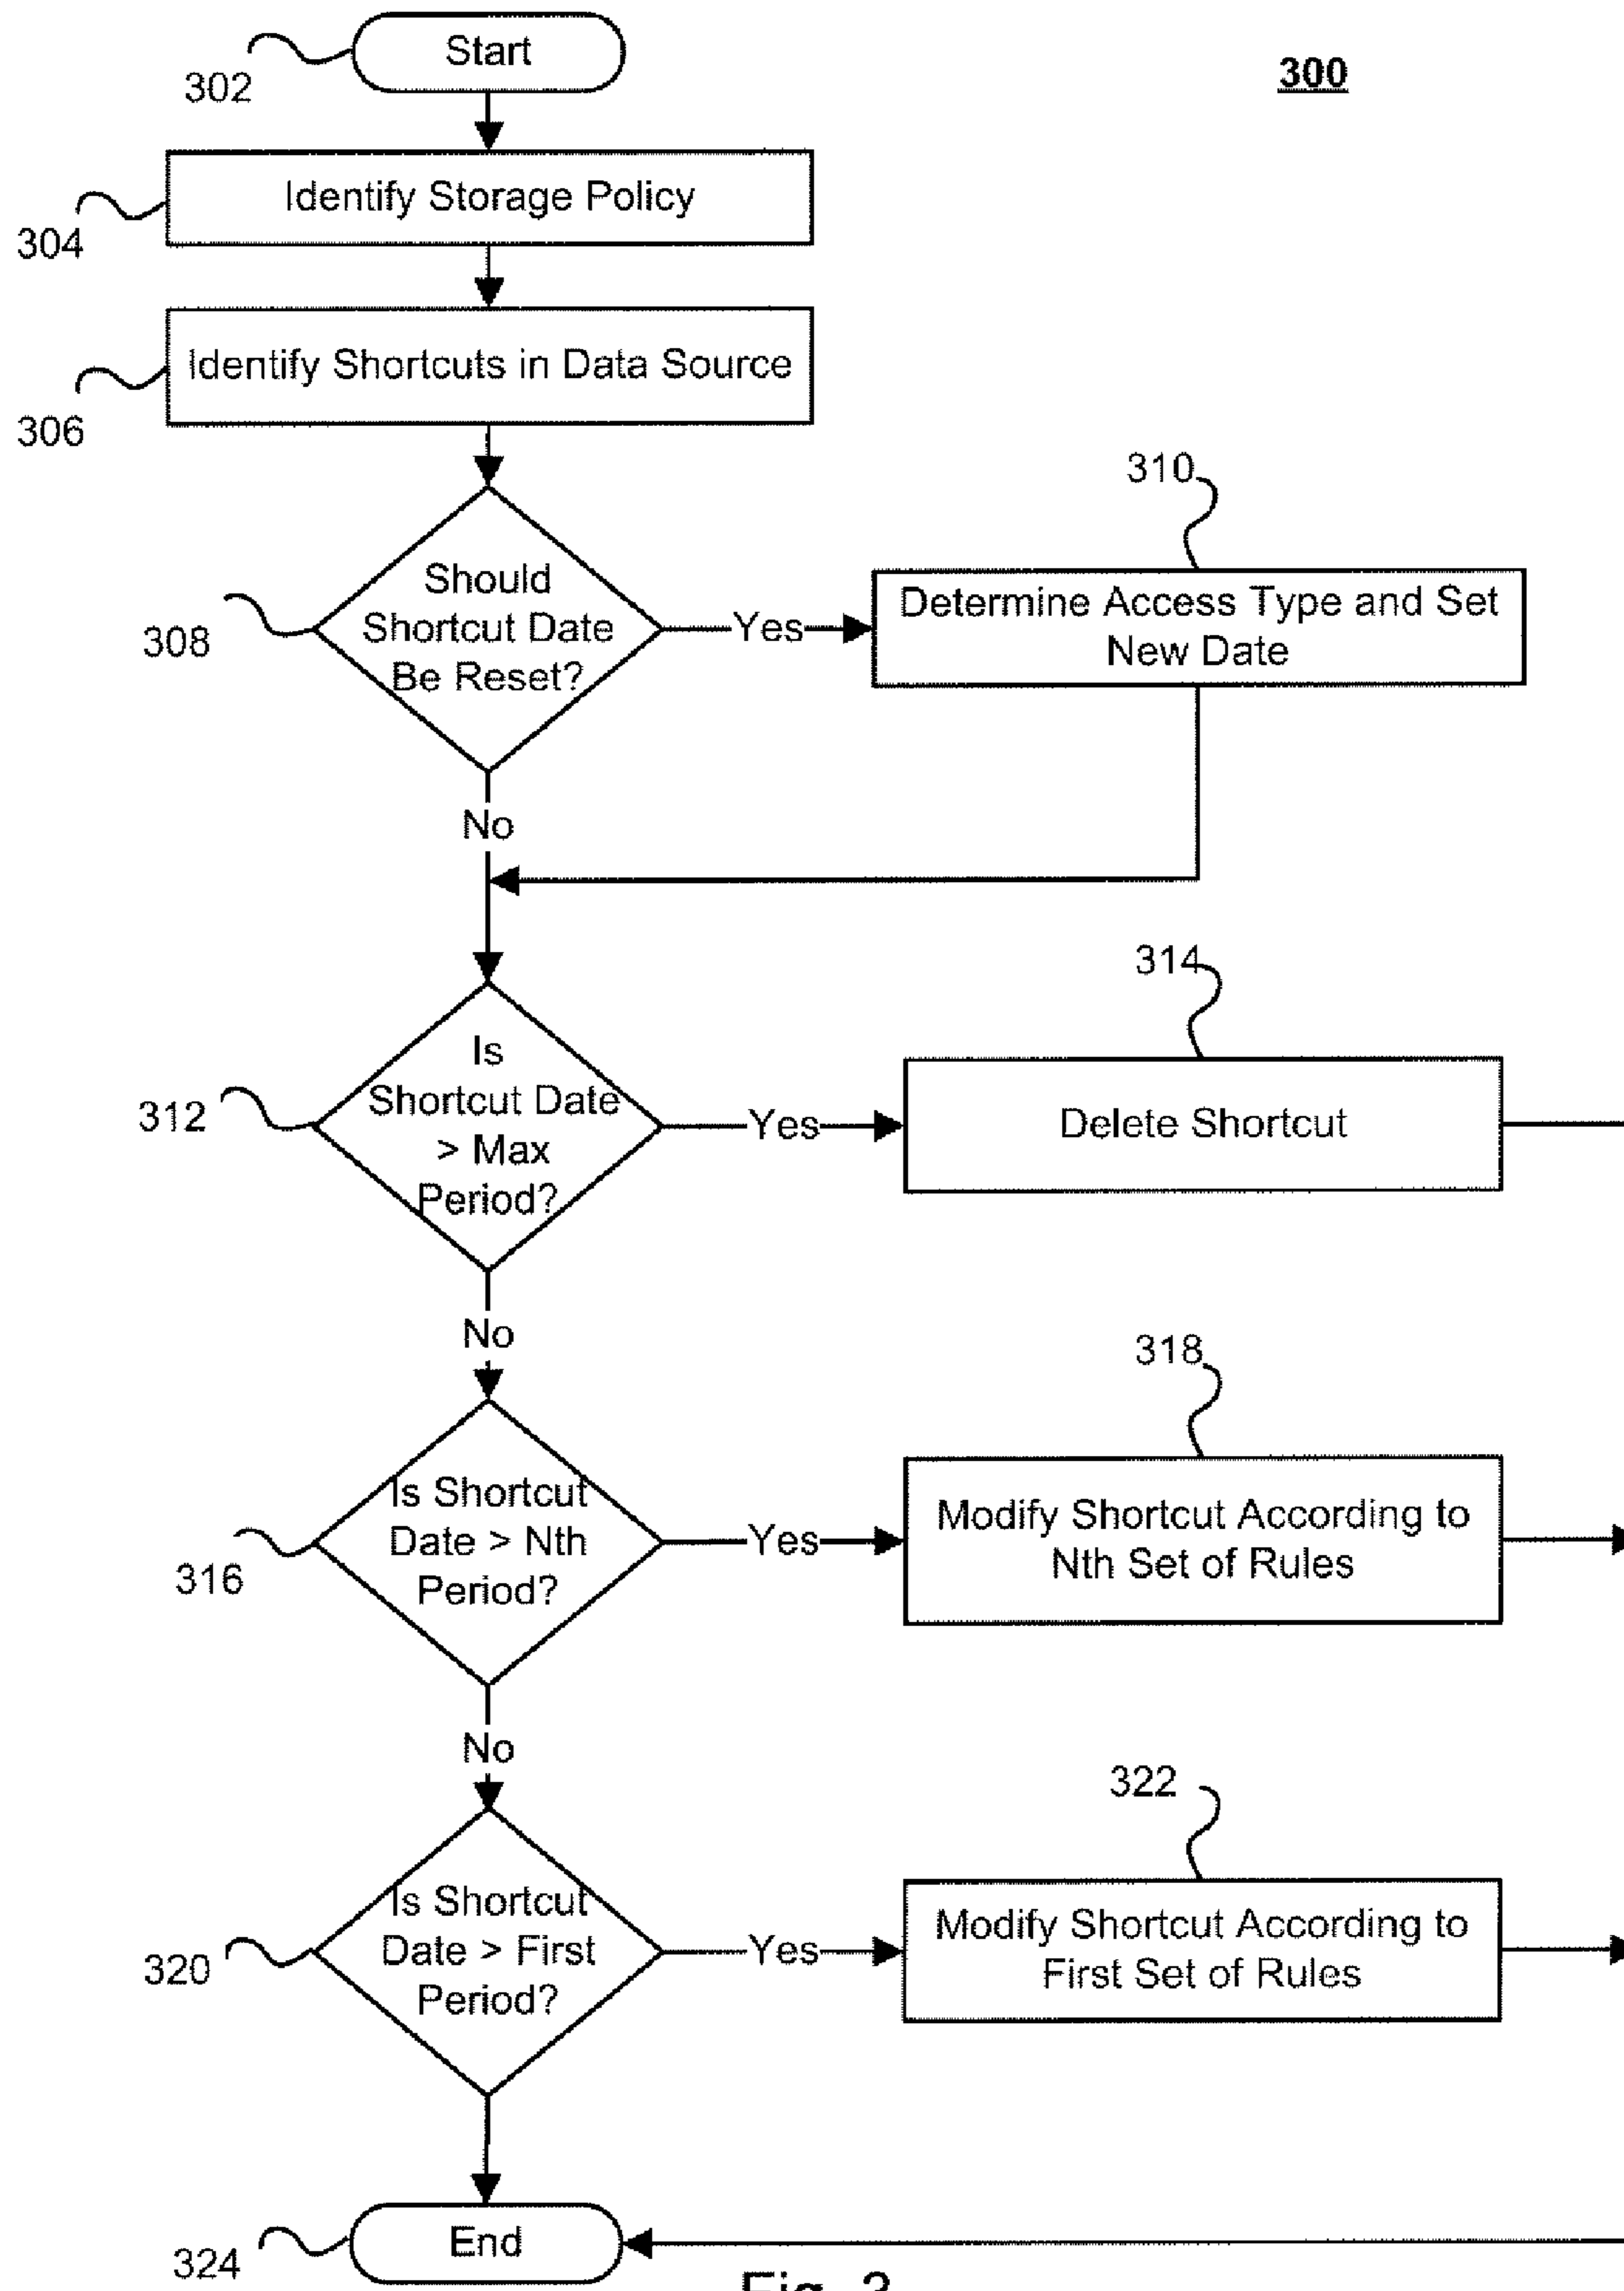 300
Start
302
Identify Storage Policy
304
Identify Shortcuts in Data Source
306
310
Should
Shortcut Date
Be Reset?
308
Yes
Determine Access Type and Set
New Date
No
314
Is
Shortcut Date
> Max
Period?
312
Yes
Delete Shortcut
No
318
Is Shortcut
Date > Nth
Period?
316
Yes
Modify Shortcut According to
Nth Set of Rules
No
322
Is Shortcut
Date > First
Period?
320
Yes
Modify Shortcut According to
First Set of Rules
End
324
Fig. 3